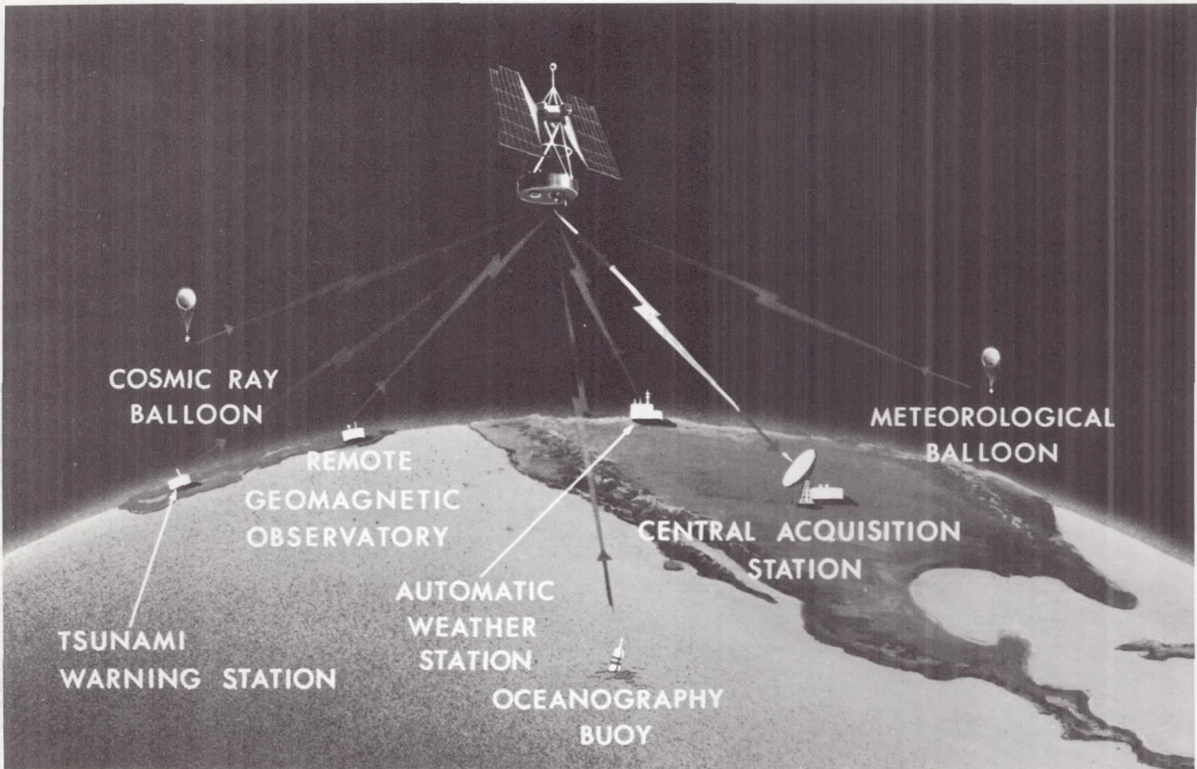 COSMIC RAY
BALLOON
METEOROLOGICAL
BALLOON
REMOTE
GEOMAGNETIC
OBSERVATORY
CENTRAL ACQUISITION
STATION
AUTOMATIC
WEATHER
STATION
TSUNAMI
WARNING STATION
OCEANOGRAPHY
BUOY